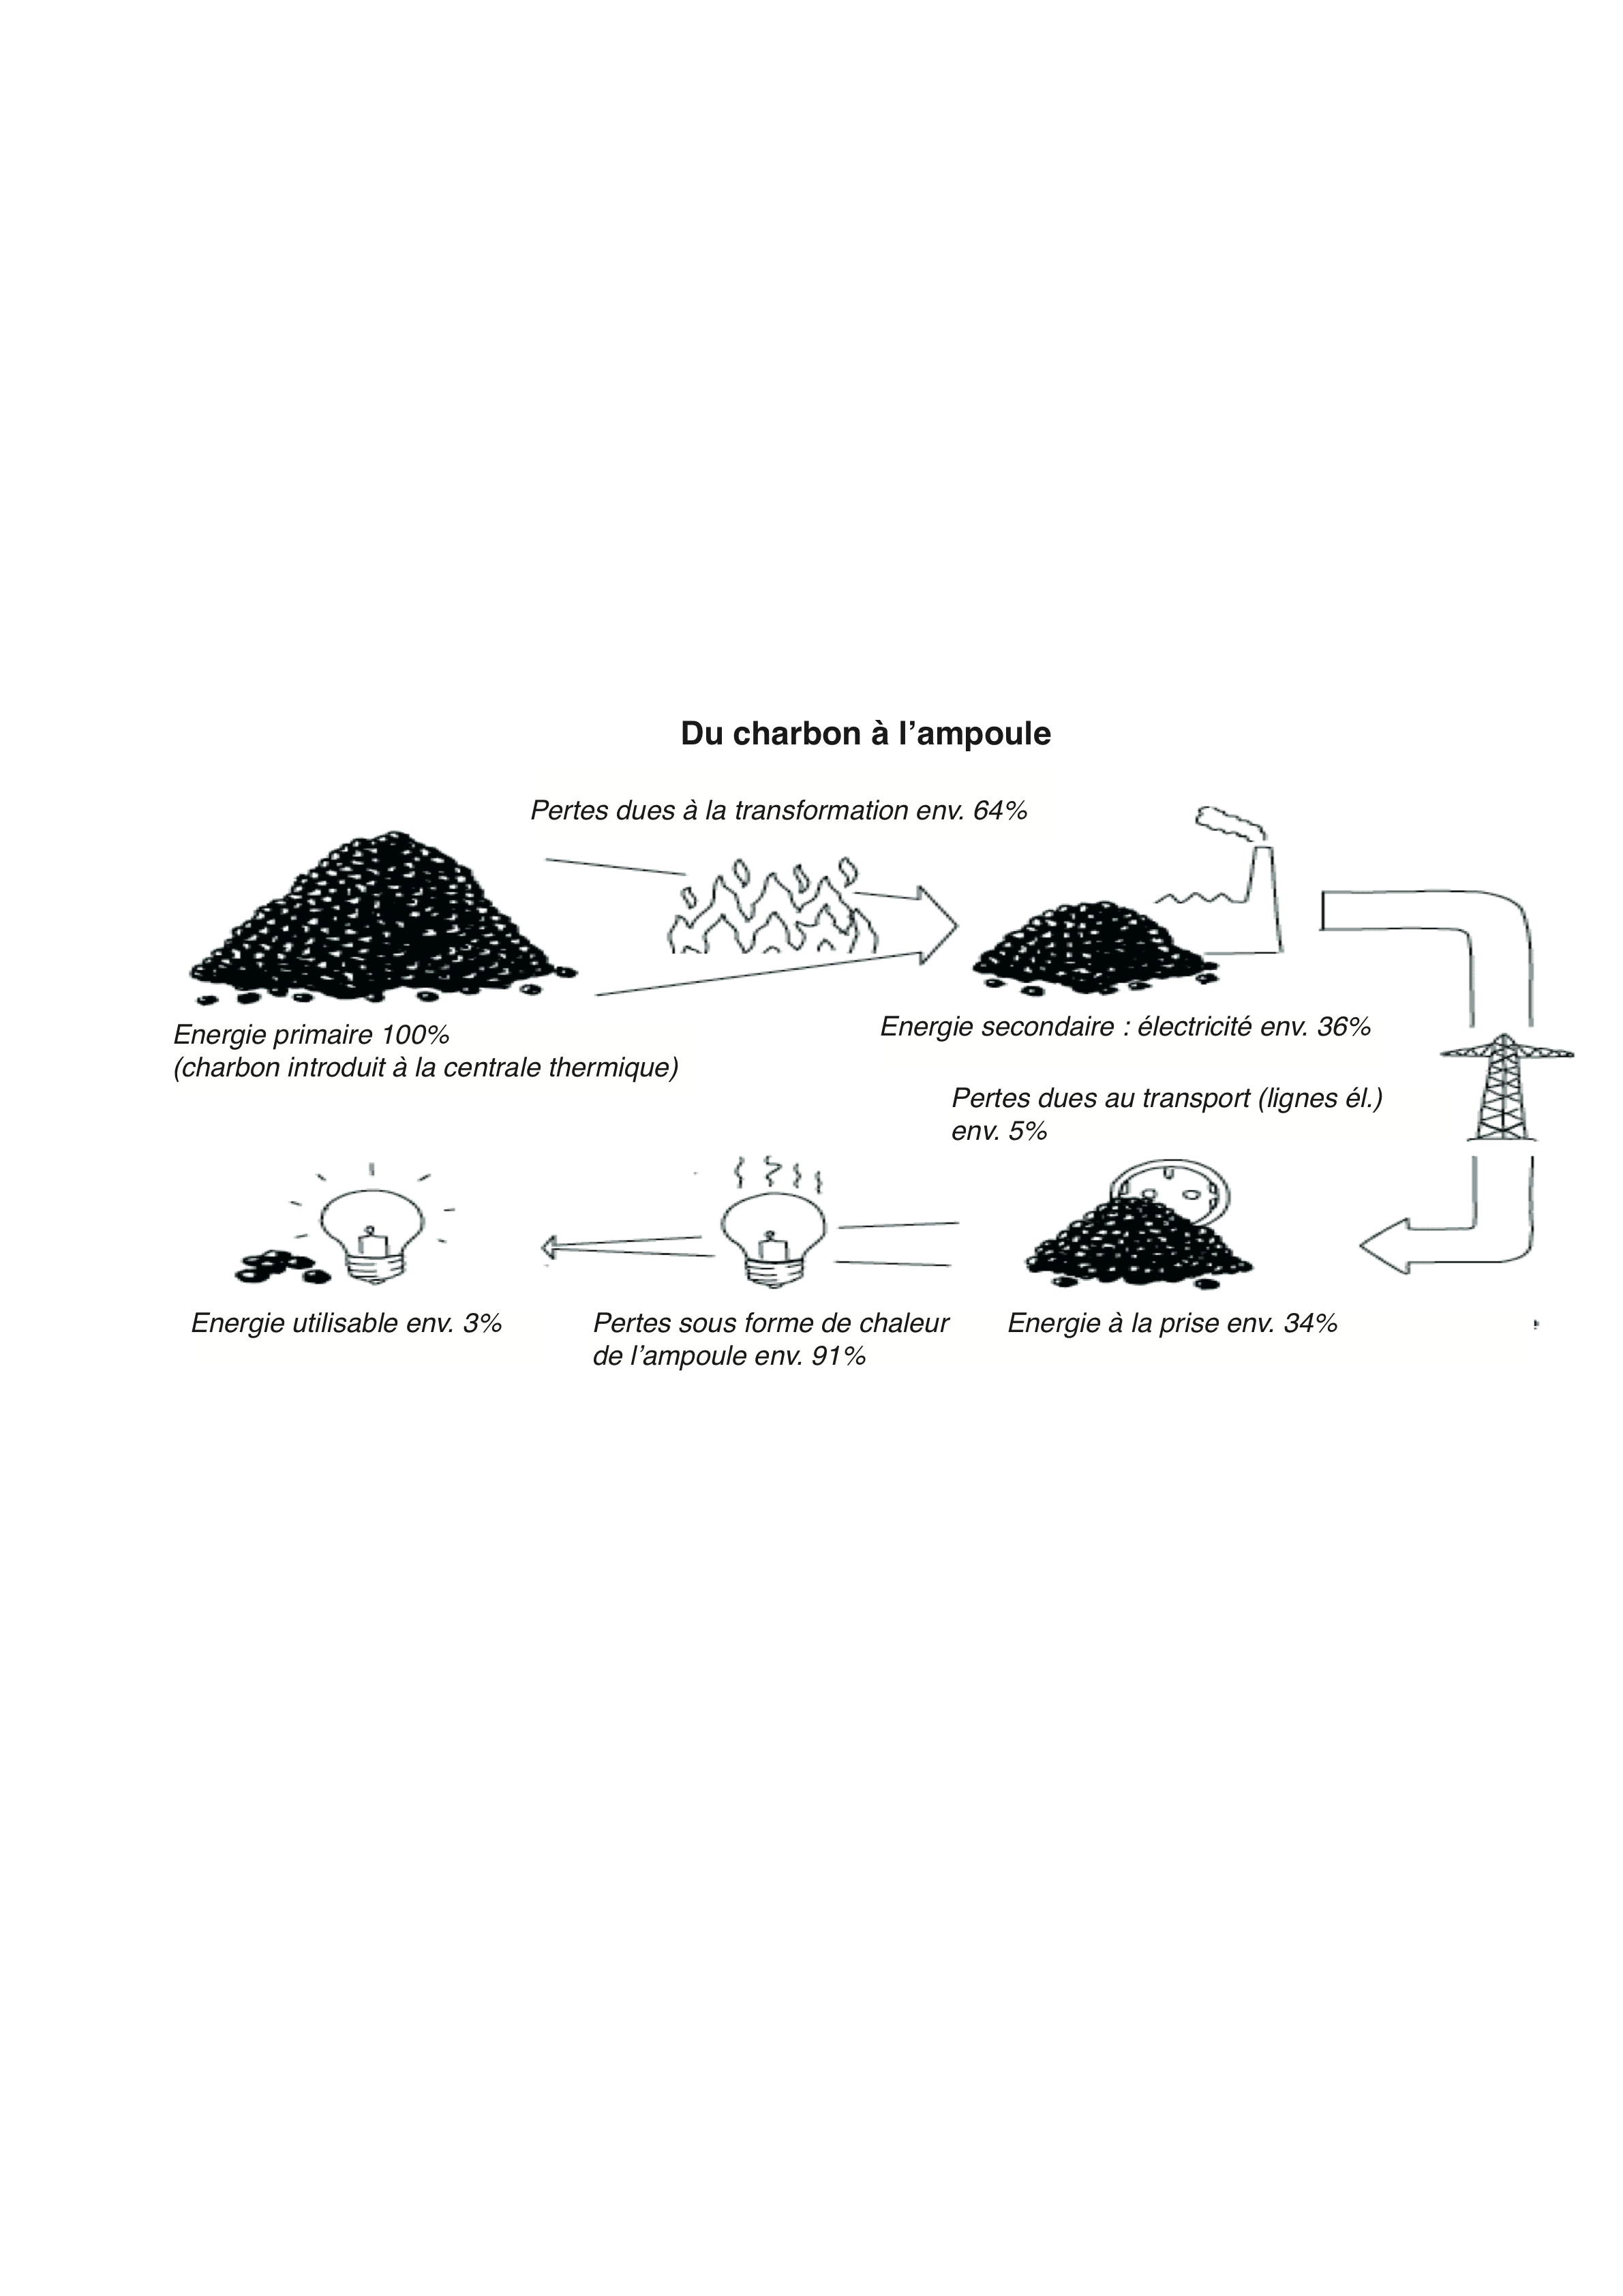 Du charbon à l’ampoule
Pertes dues à la transformation env. 64%
Energie primaire 100%
(charbon introduit à la centrale thermique)
Energie secondaire : électricité env. 36%
Pertes dues au transport (lignes él.)
env. 5%
Energie à la prise env. 34%
Pertes sous forme de chaleur
de l’ampoule env. 91%
Energie utilisable env. 3%